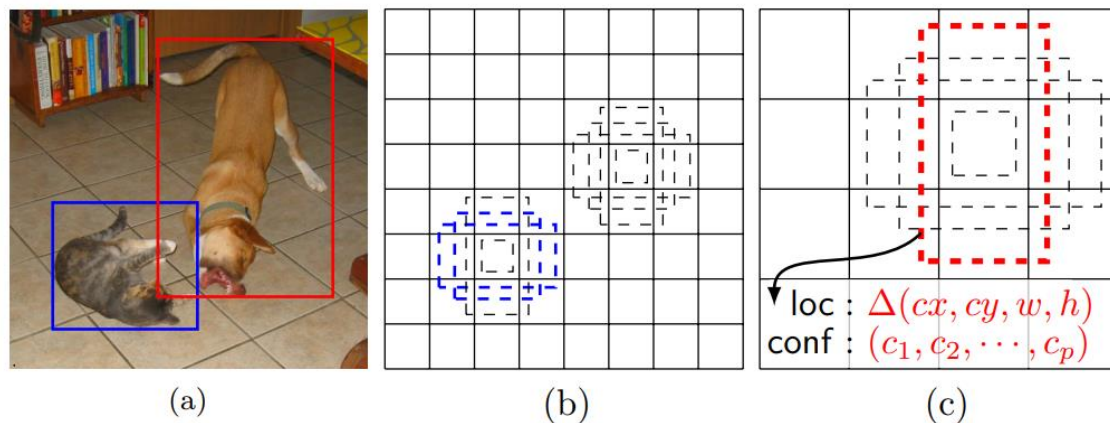 loc : Δ(cx, cy, w, h)
conf : (c₁, c₂, ⋯, cₚ)
(a)
(b)
(c)